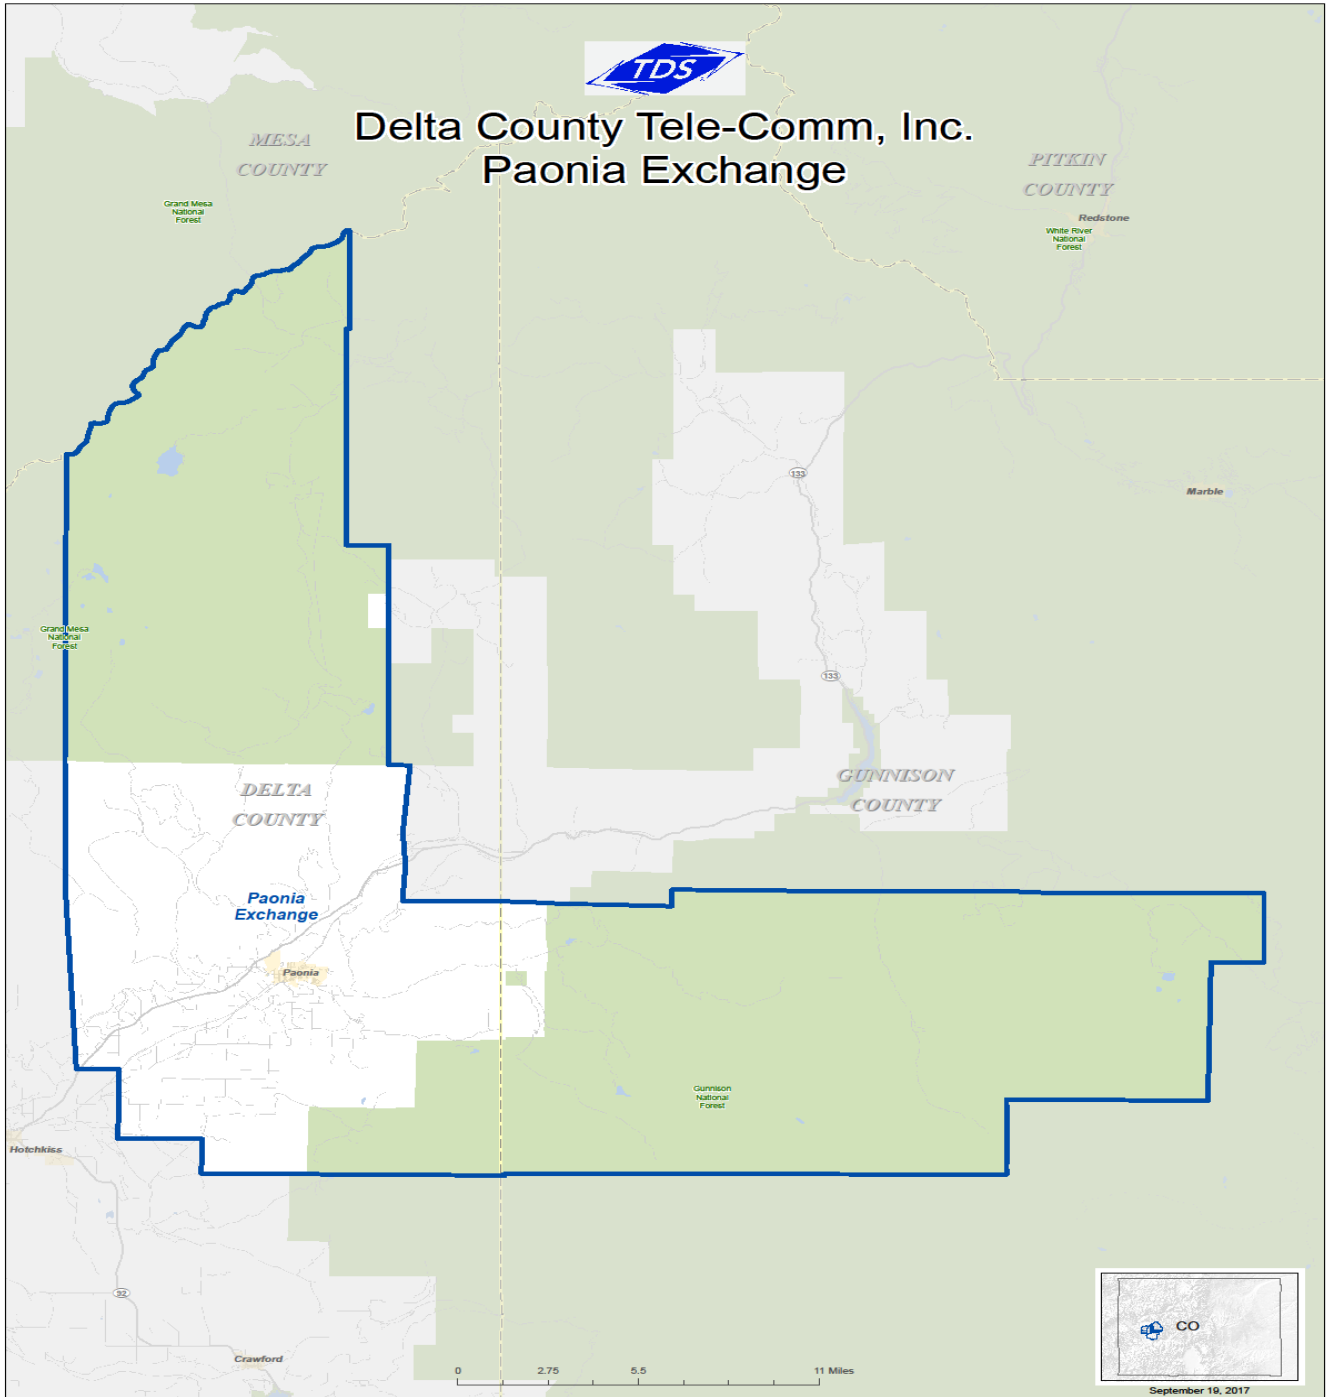 TDS
Delta County Tele-Comm, Inc.
Paonia Exchange
MESA
COUNTY
PITKIN
COUNTY
Grand Mesa
National
Forest
Redstone
White River
National
Forest
133
Marble
Grand Mesa
National
Forest
133
DELTA
COUNTY
GUNNISON
COUNTY
Paonia
Exchange
Paonia
Gunnison
National
Forest
Hotchkiss
92
Crawford
0 2.75 5.5 11 Miles
CO
September 19, 2017